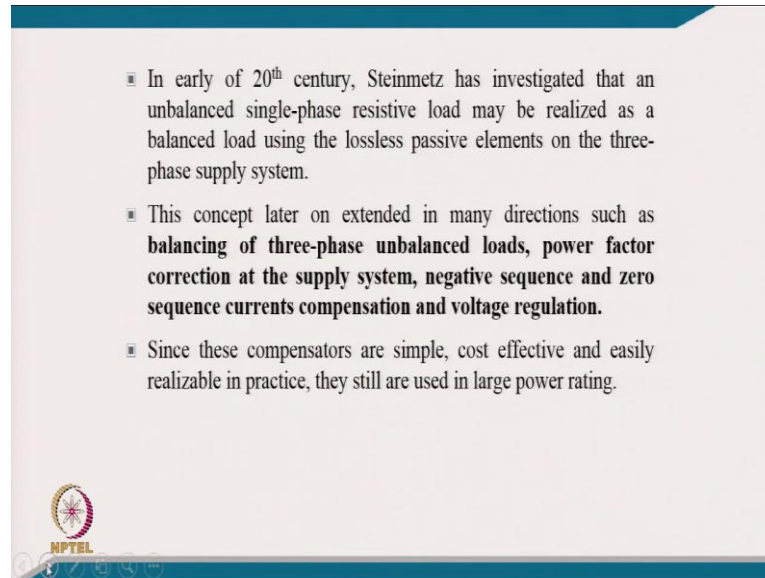 In early of 20th century, Steinmetz has investigated that an
unbalanced single-phase resistive load may be realized as a
balanced load using the lossless passive elements on the three-
phase supply system.
This concept later on extended in many directions such as
balancing of three-phase unbalanced loads, power factor
correction at the supply system, negative sequence and zero
sequence currents compensation and voltage regulation.
Since these compensators are simple, cost effective and easily
realizable in practice, they still are used in large power rating.
NPTEL